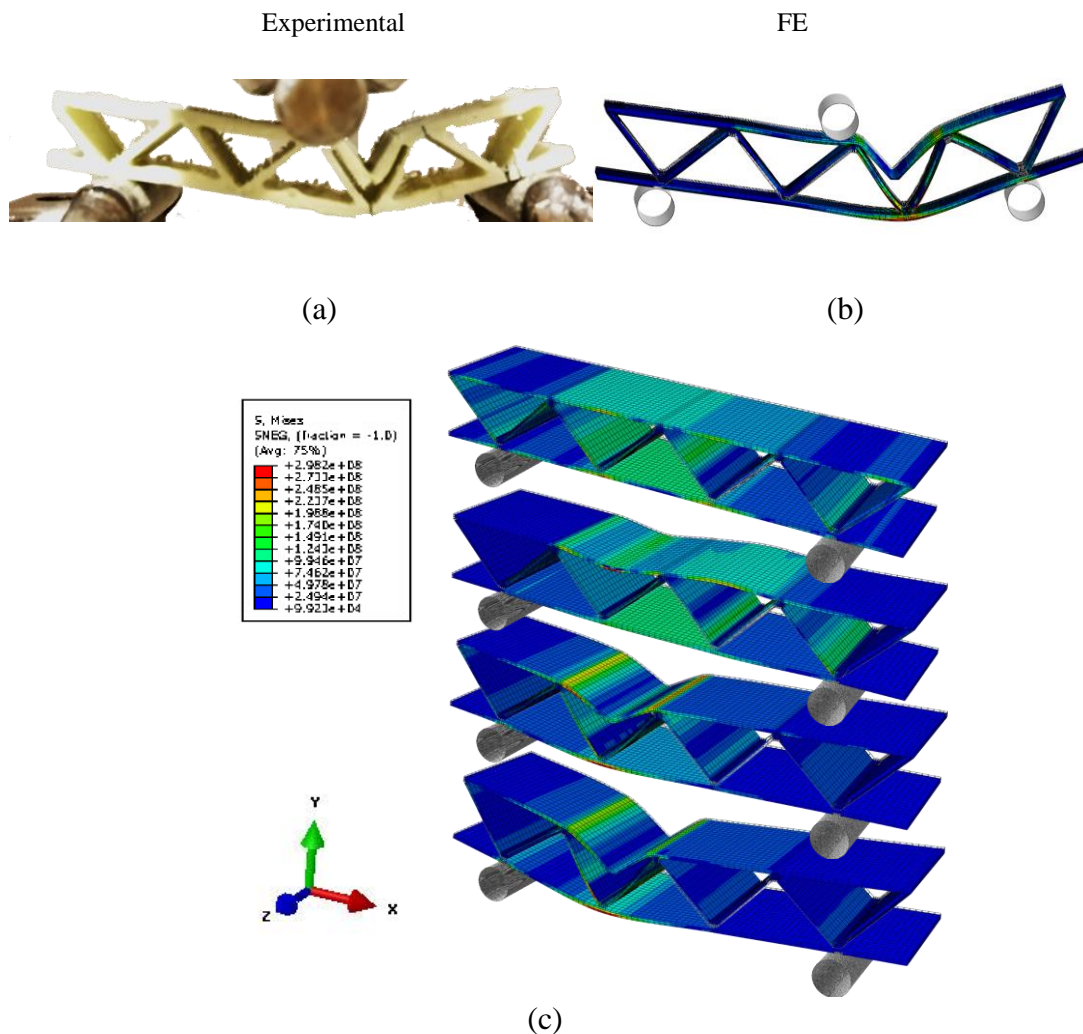 Experimental
FE
(a)
(b)
S, Mises
SNEG, (fraction = -1.0)
(Avg: 75%)
+2.982e+08
+2.733e+08
+2.485e+08
+2.237e+08
+1.988e+08
+1.740e+08
+1.491e+08
+1.243e+08
+9.946e+07
+7.462e+07
+4.978e+07
+2.494e+07
+9.923e+04
Y
Z
X
(c)